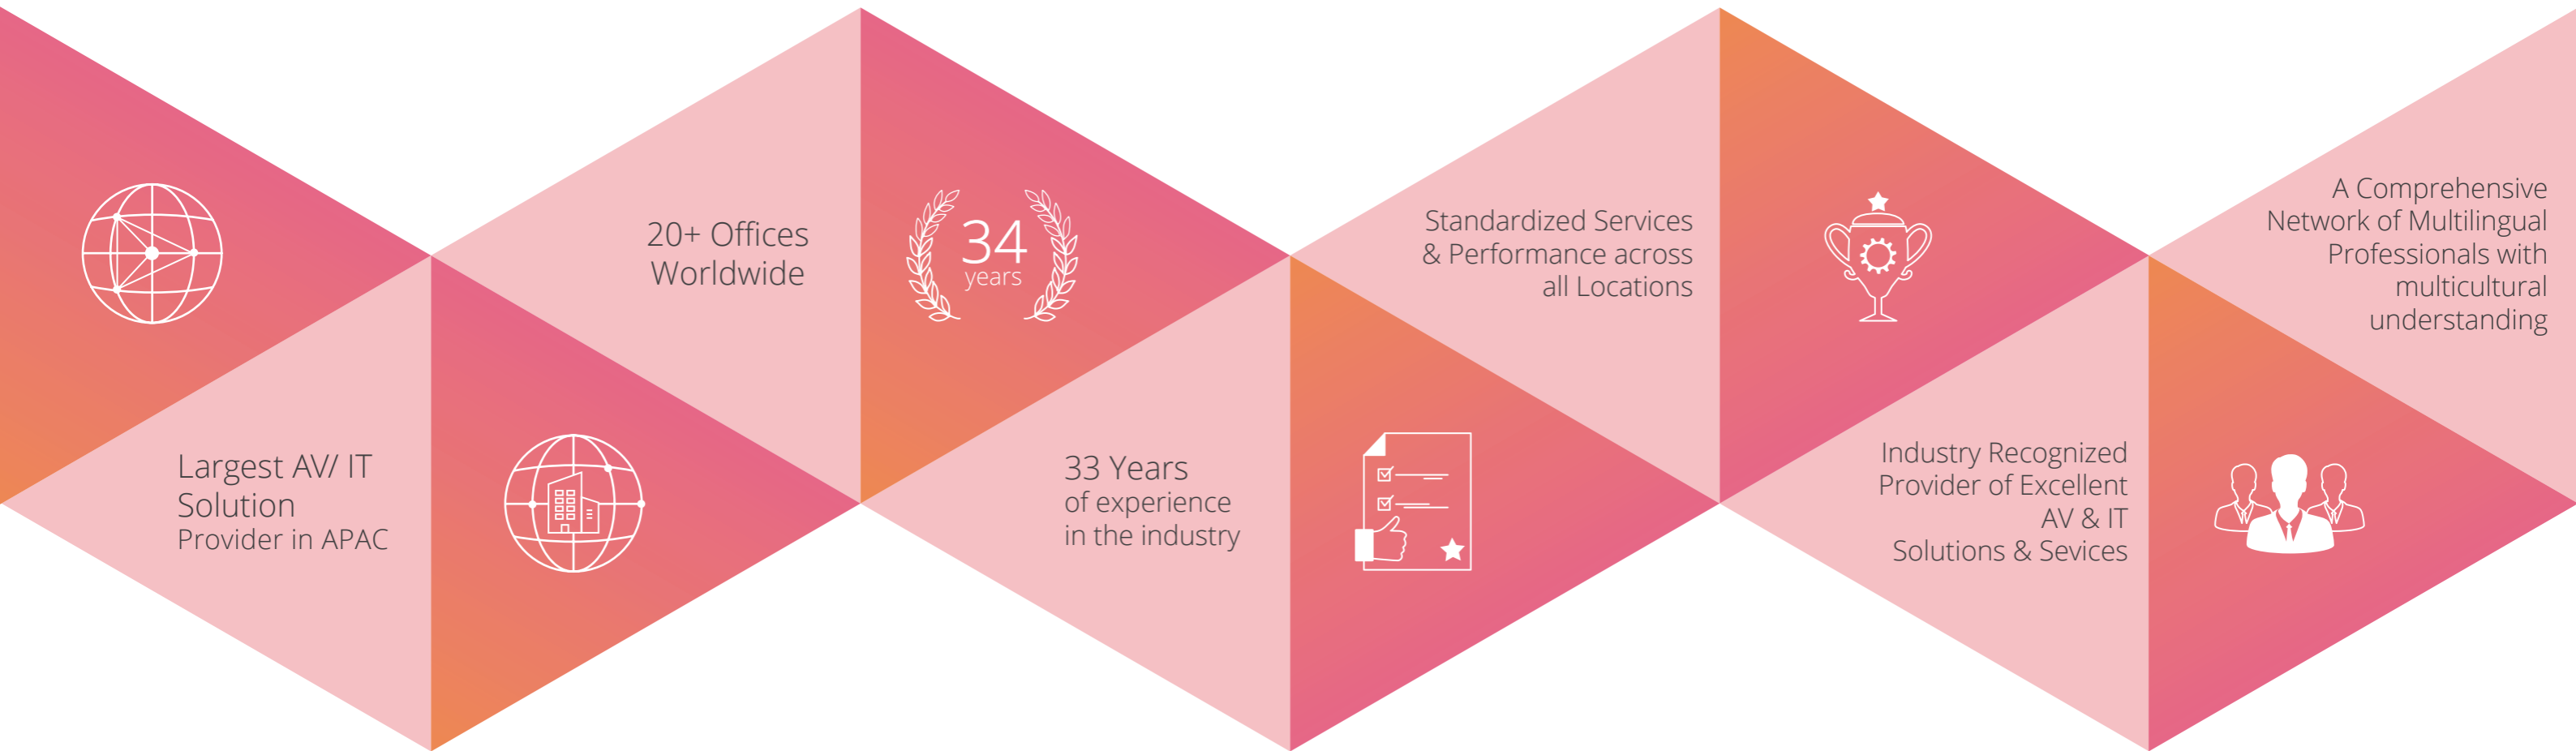 Largest AV/ IT
Solution
Provider in APAC
20+ Offices
Worldwide
34
years
33 Years
of experience
in the industry
Standardized Services
& Performance across
all Locations
Industry Recognized
Provider of Excellent
AV & IT
Solutions & Sevices
A Comprehensive
Network of Multilingual
Professionals with
multicultural
understanding